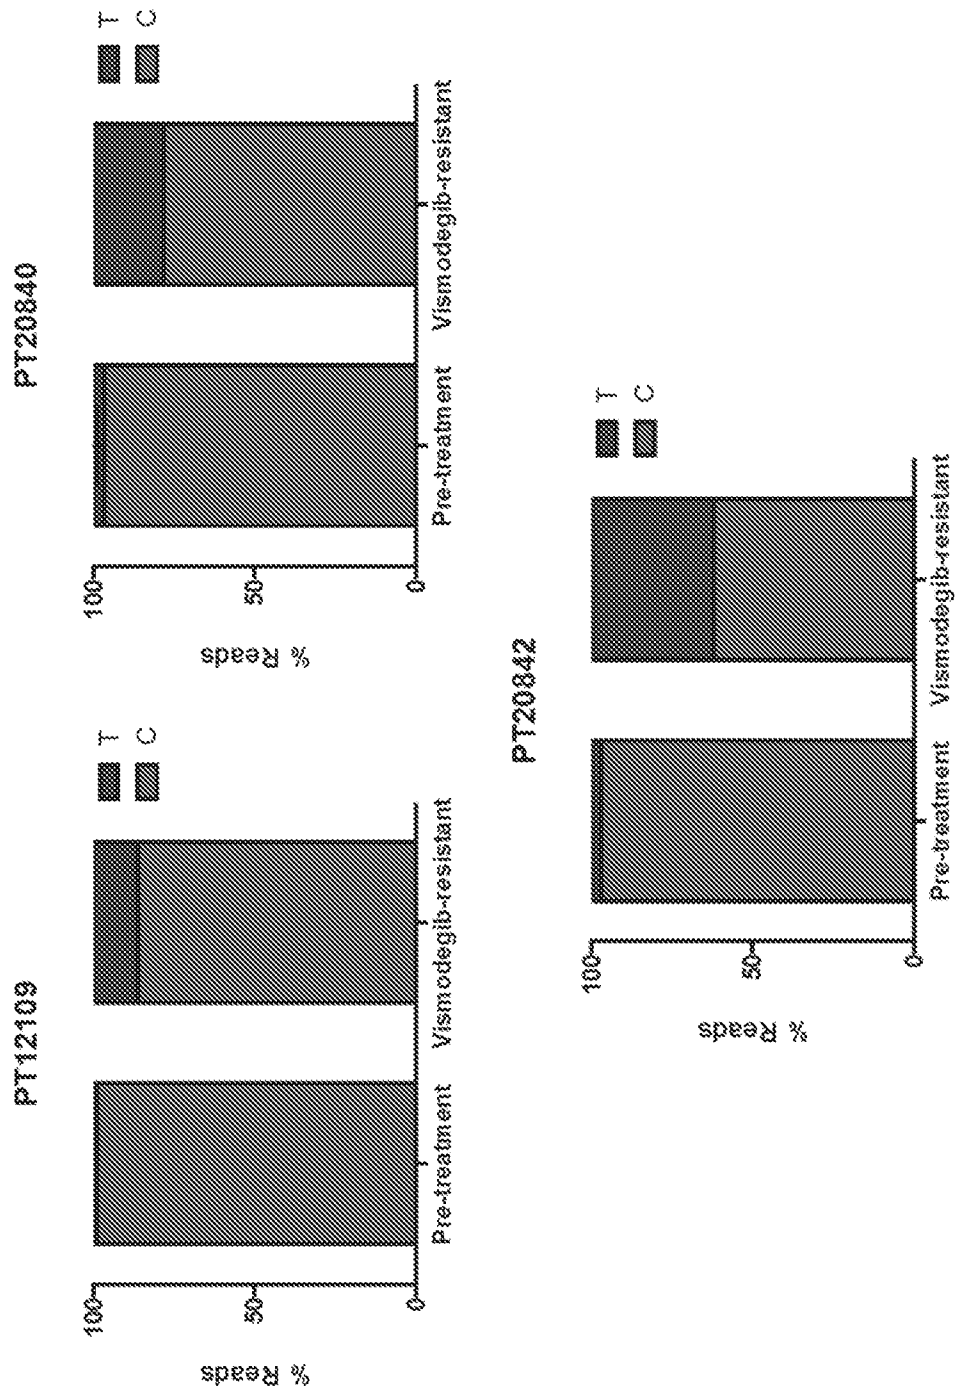 PT12109
% Reads
100
50
0
Pre-treatment
Vismodegib-resistant
T
C
PT20840
% Reads
100
50
0
Pre-treatment
Vismodegib-resistant
T
C
PT20842
% Reads
100
50
0
Pre-treatment
Vismodegib-resistant
T
C